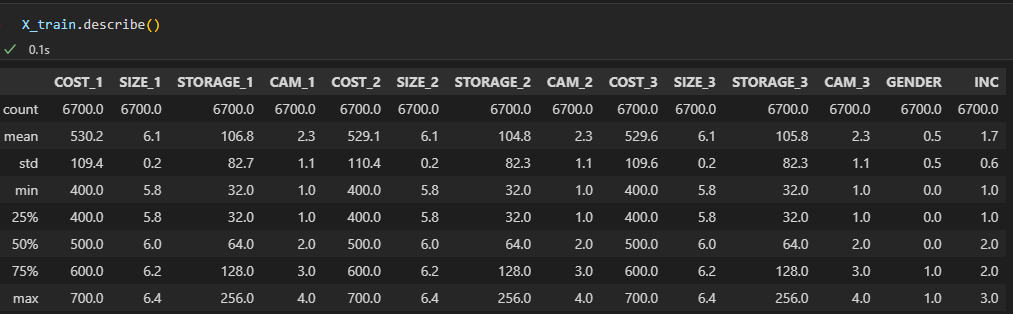 X_train.describe()
0.1s
COST_1 SIZE_1 STORAGE_1 CAM_1 COST_2 SIZE_2 STORAGE_2 CAM_2 COST_3 SIZE_3 STORAGE_3 CAM_3 GENDER INC
count 6700.0 6700.0 6700.0 6700.0 6700.0 6700.0 6700.0 6700.0 6700.0 6700.0 6700.0 6700.0 6700.0 6700.0
mean 530.2 6.1 106.8 2.3 529.1 6.1 104.8 2.3 529.6 6.1 105.8 2.3 0.5 1.7
std 109.4 0.2 82.7 1.1 110.4 0.2 82.3 1.1 109.6 0.2 82.3 1.1 0.5 0.6
min 400.0 5.8 32.0 1.0 400.0 5.8 32.0 1.0 400.0 5.8 32.0 1.0 0.0 1.0
25% 400.0 5.8 32.0 1.0 400.0 5.8 32.0 1.0 400.0 5.8 32.0 1.0 0.0 1.0
50% 500.0 6.0 64.0 2.0 500.0 6.0 64.0 2.0 500.0 6.0 64.0 2.0 0.0 2.0
75% 600.0 6.2 128.0 3.0 600.0 6.2 128.0 3.0 600.0 6.2 128.0 3.0 1.0 2.0
max 700.0 6.4 256.0 4.0 700.0 6.4 256.0 4.0 700.0 6.4 256.0 4.0 1.0 3.0